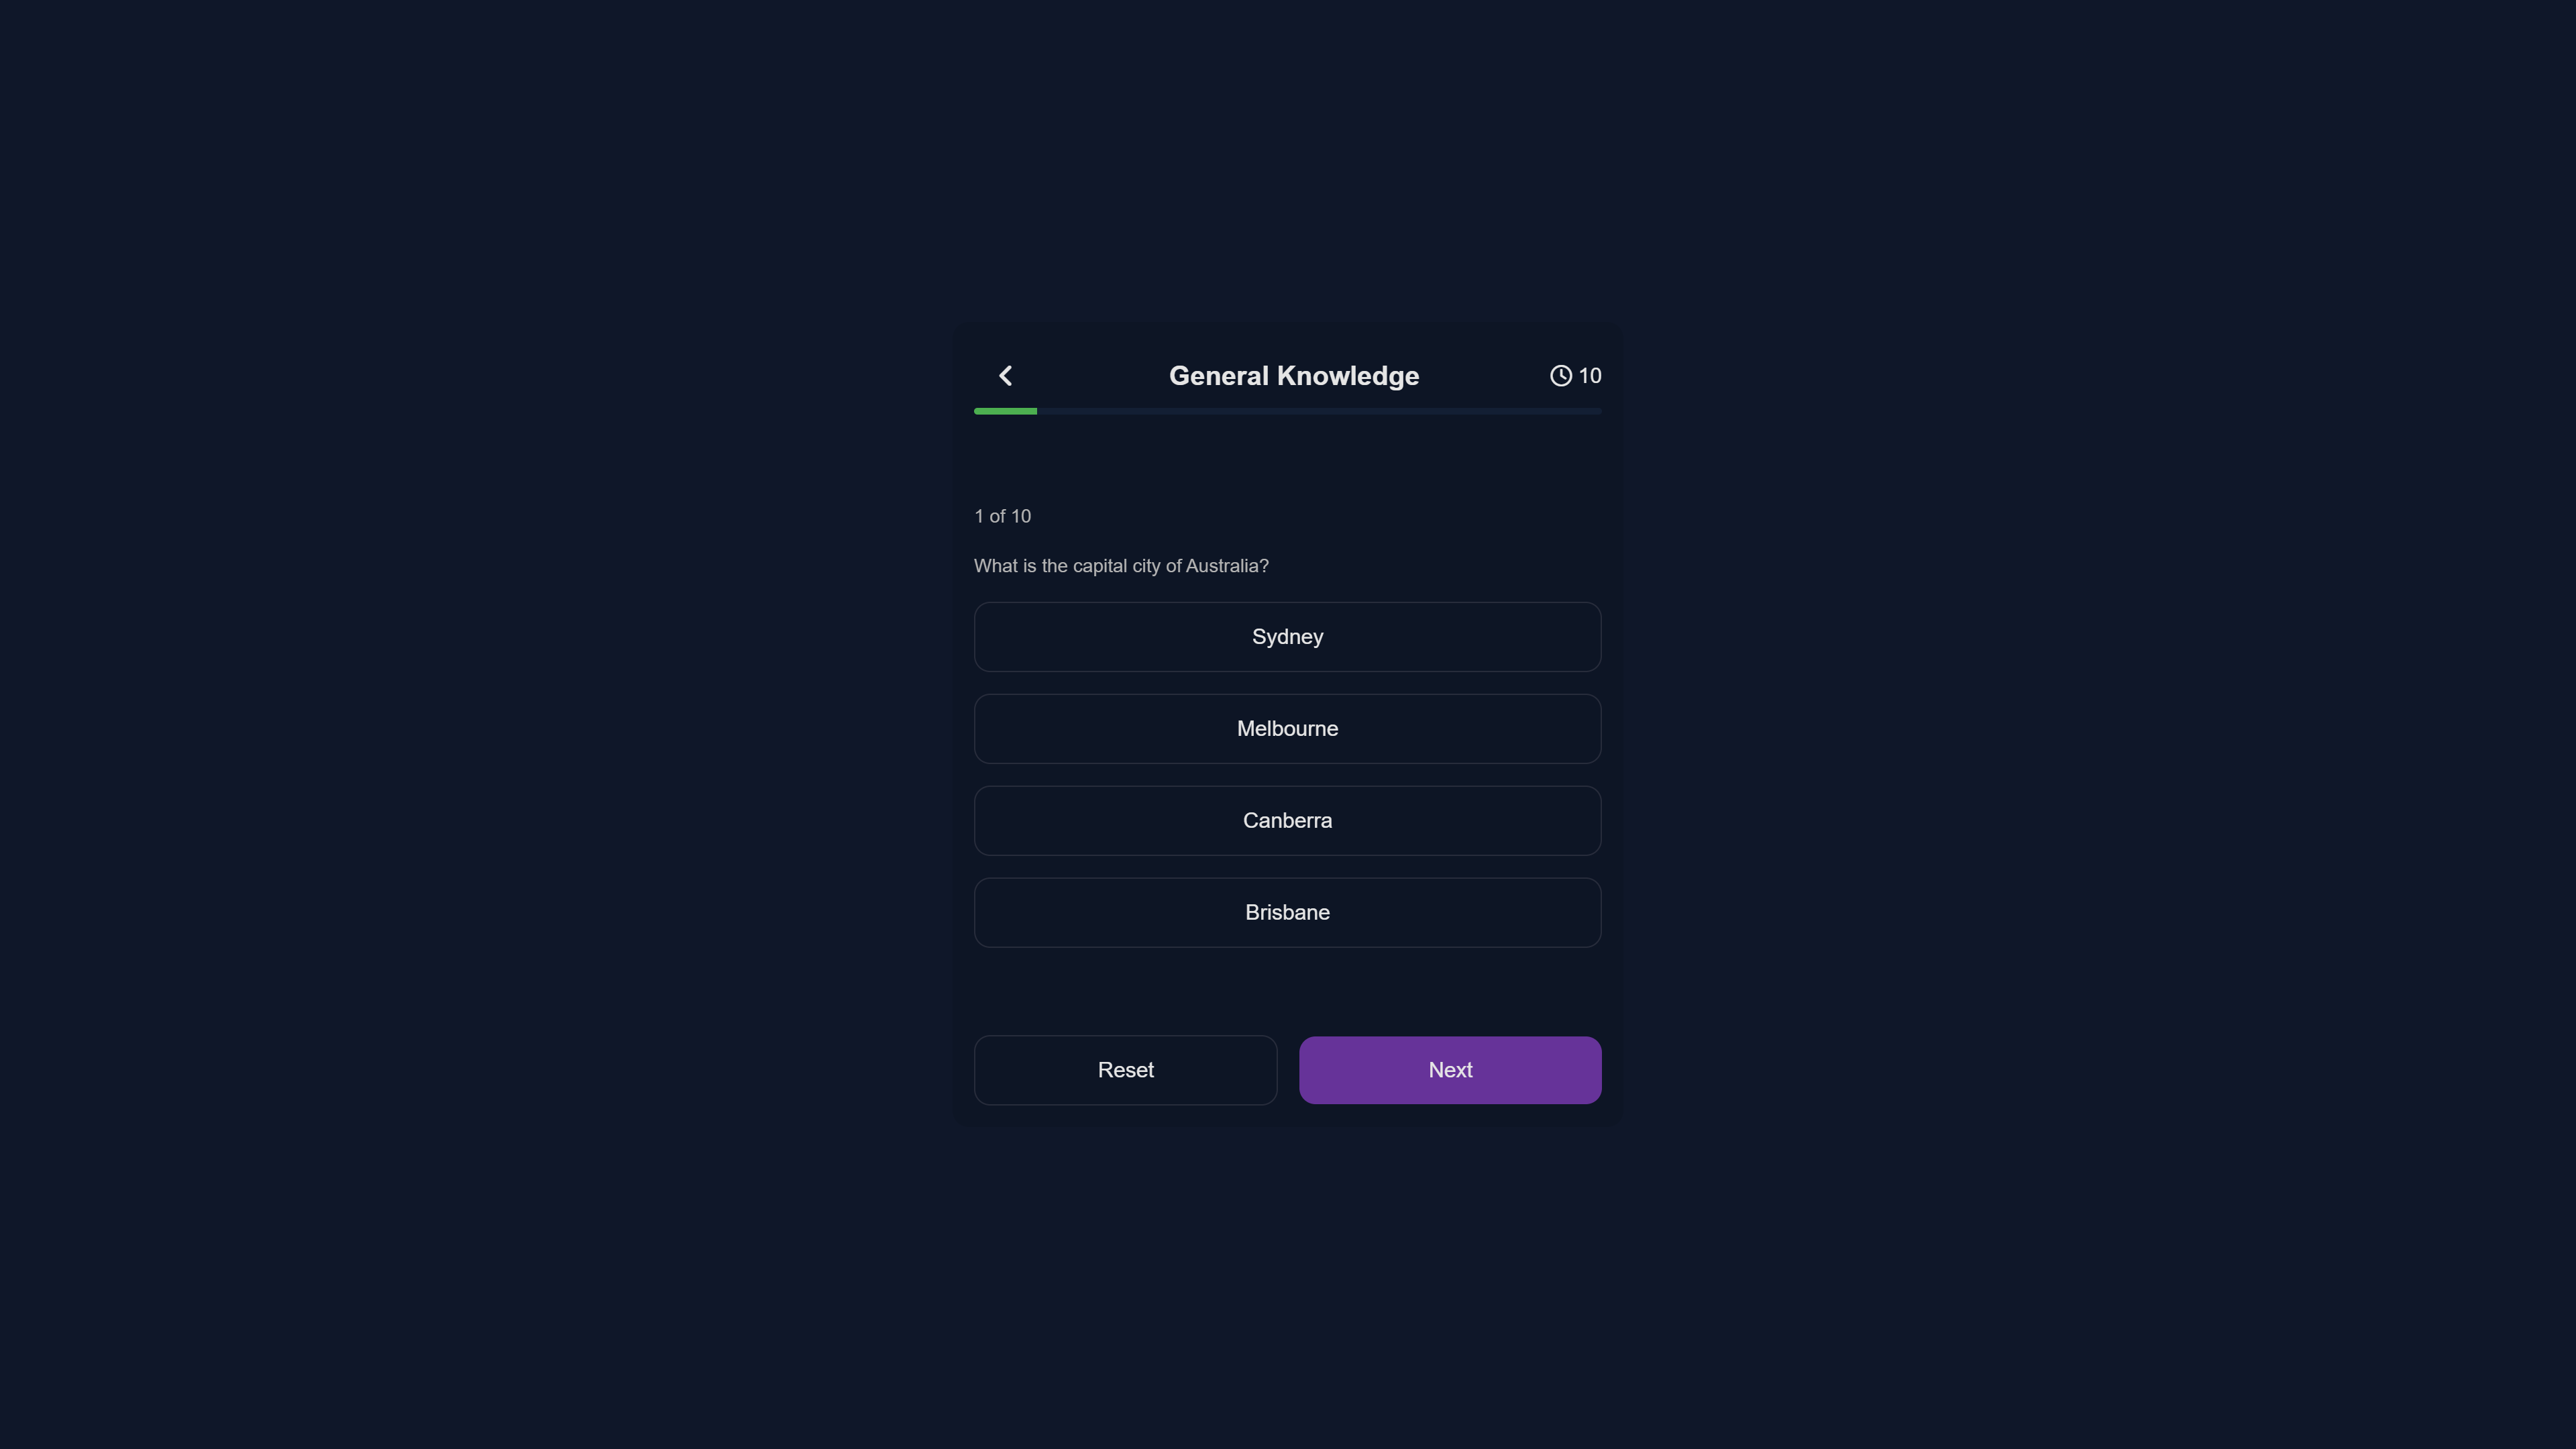 General Knowledge
10
1 of 10
What is the capital city of Australia?
Sydney
Melbourne
Canberra
Brisbane
Reset
Next